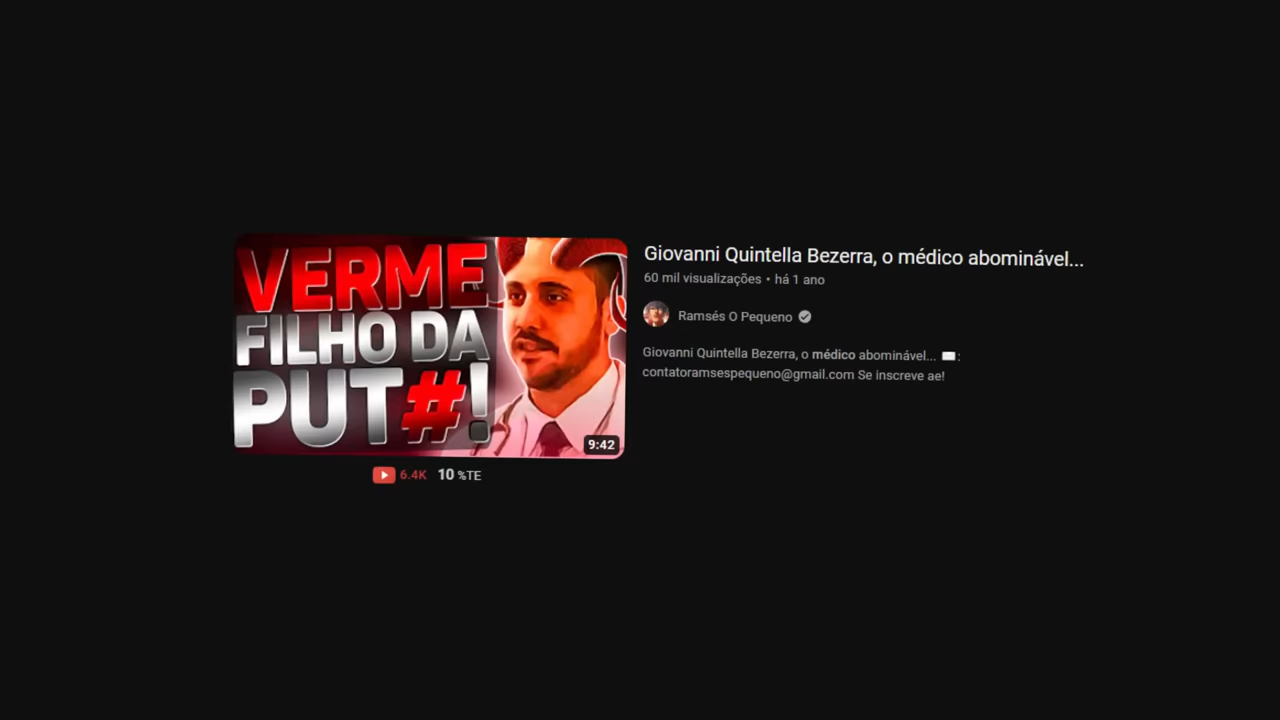 VERME
FILHO DA
PUT#!
9:42
6.4K 10 %TE
Giovanni Quintella Bezerra, o médico abominável...
60 mil visualizações • há 1 ano
Ramsés O Pequeno
Giovanni Quintella Bezerra, o médico abominável... ✉:
contatoramsespequeno@gmail.com Se inscreve ae!